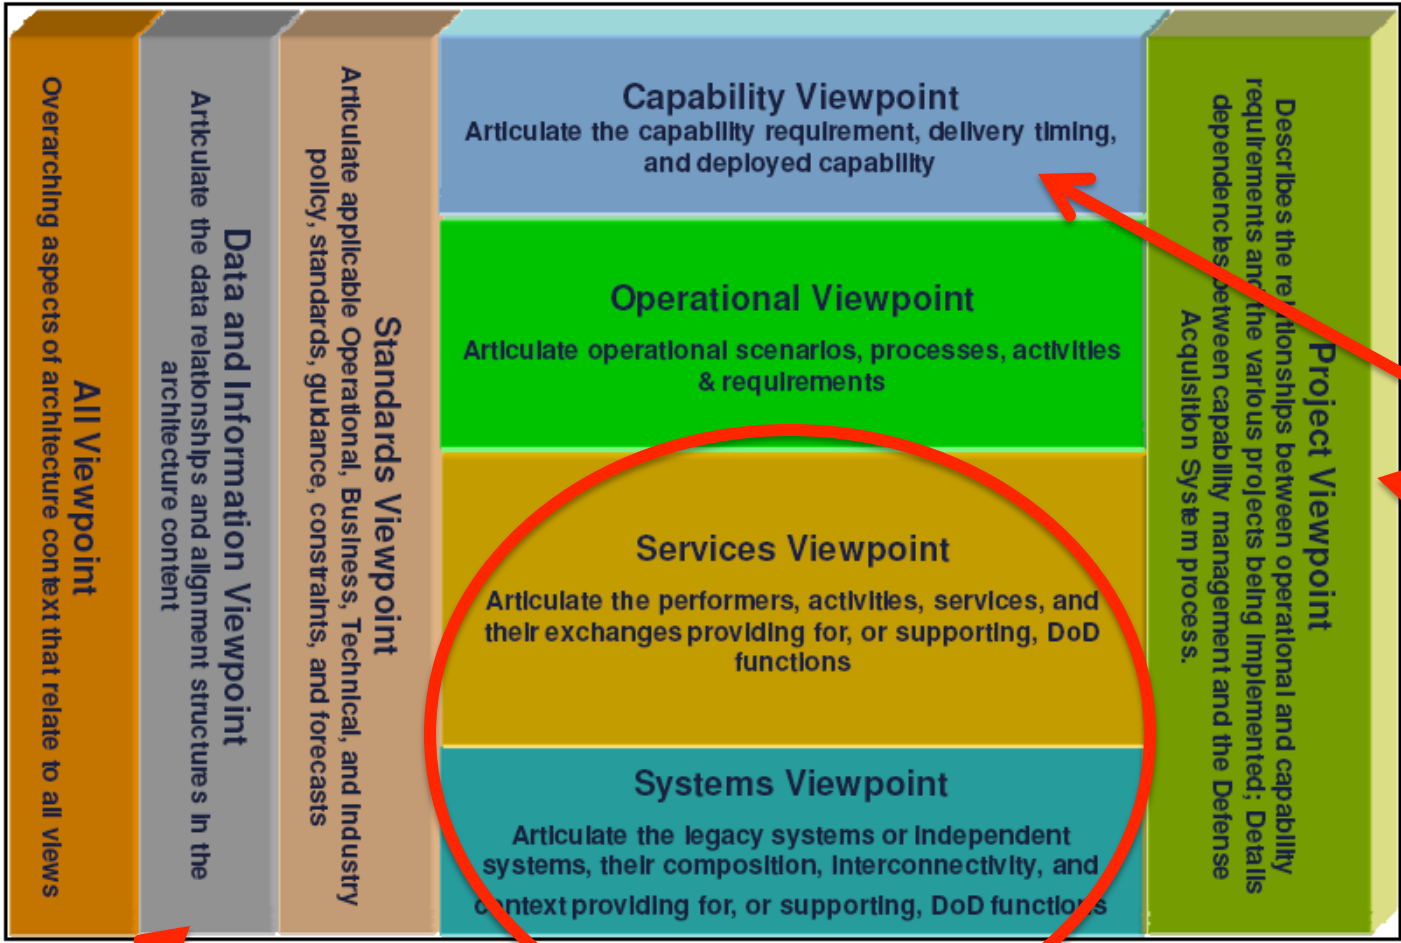 All Viewpoint
Overarching aspects of architecture context that relate to all views
Data and Information Viewpoint
Articulate the data relationships and alignment structures in the
architecture content
Standards Viewpoint
Articulate applicable Operational, Business, Technical, and Industry
policy, standards, guidance, constraints, and forecasts
Capability Viewpoint
Articulate the capability requirement, delivery timing,
and deployed capability
Operational Viewpoint
Articulate operational scenarios, processes, activities
& requirements
Services Viewpoint
Articulate the performers, activities, services, and
their exchanges providing for, or supporting, DoD
functions
Systems Viewpoint
Articulate the legacy systems or independent
systems, their composition, interconnectivity, and
context providing for, or supporting, DoD functions
Project Viewpoint
Describes the relationships between operational and capability
requirements and the various projects being implemented; Details
dependencies between capability management and the Defense
Acquisition System process.